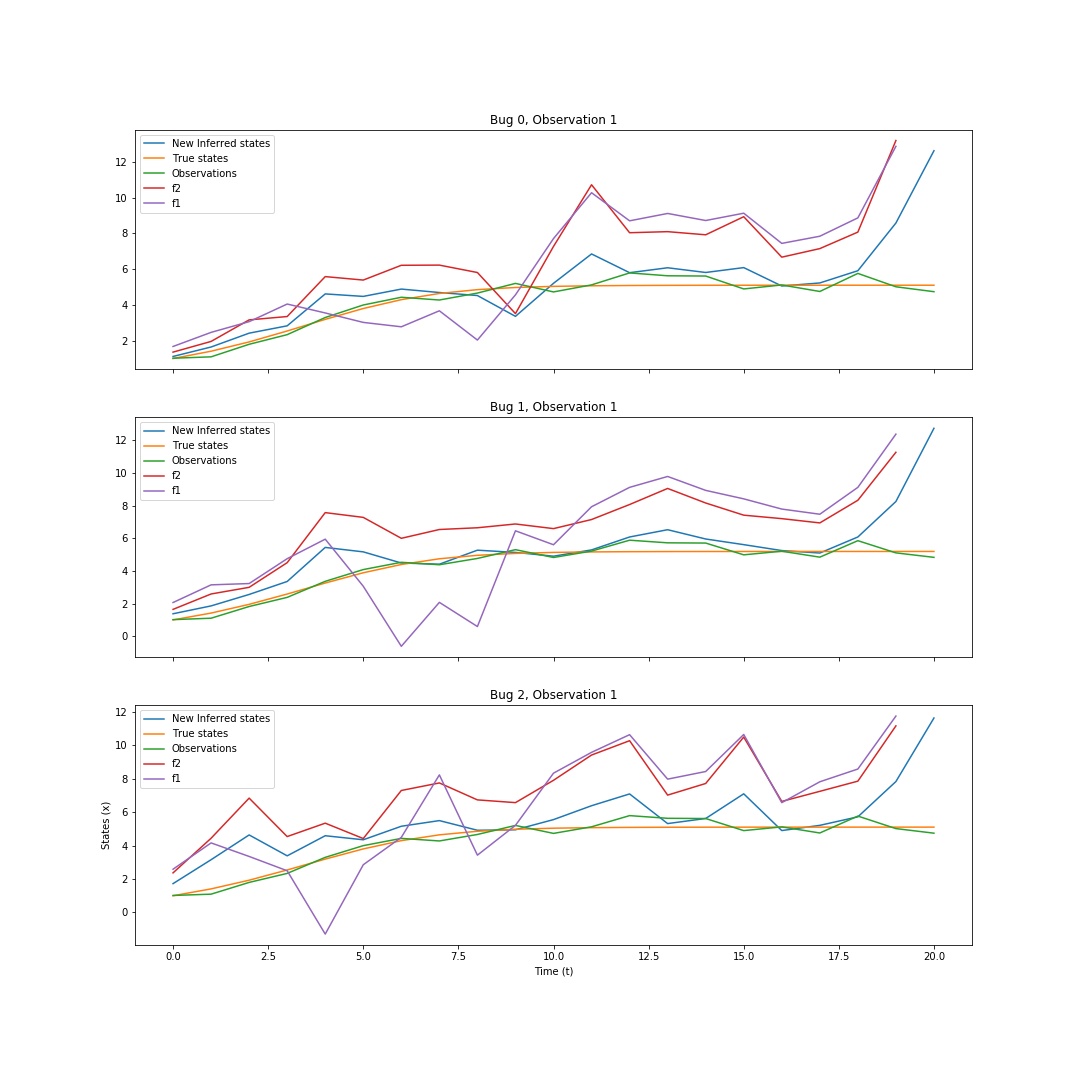 Bug 0, Observation 1
New Inferred states
True states
Observations
f2
f1
12
10
8
6
4
2
Bug 1, Observation 1
New Inferred states
True states
Observations
f2
f1
12
10
8
6
4
2
0
Bug 2, Observation 1
New Inferred states
True states
Observations
f2
f1
12
10
8
6
4
2
0
States (x)
0.0 2.5 5.0 7.5 10.0 12.5 15.0 17.5 20.0
Time (t)